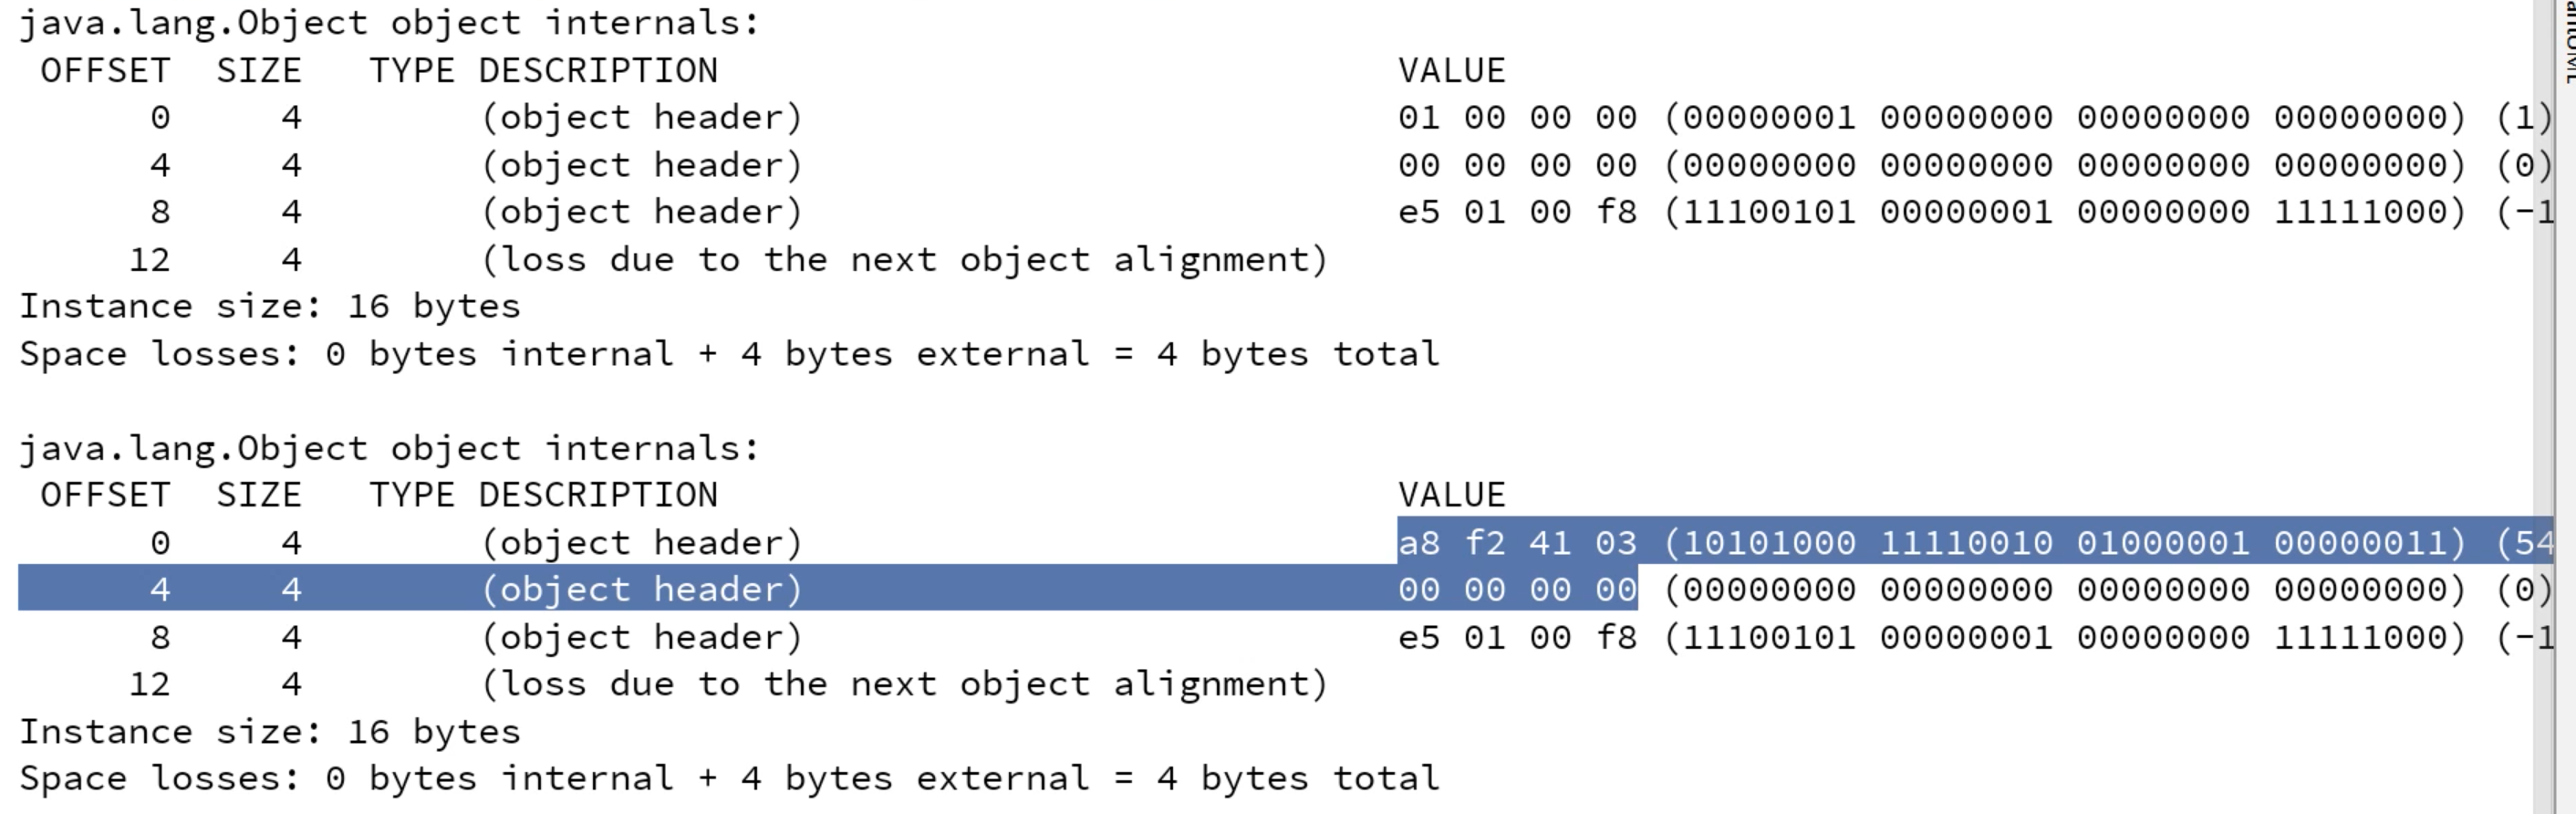 java.lang.Object object internals:
OFFSET SIZE TYPE DESCRIPTION VALUE
0 4 (object header) 01 00 00 00 (00000001 00000000 00000000 00000000) (1)
4 4 (object header) 00 00 00 00 (00000000 00000000 00000000 00000000) (0)
8 4 (object header) e5 01 00 f8 (11100101 00000001 00000000 11111000) (-1
12 4 (loss due to the next object alignment)
Instance size: 16 bytes
Space losses: 0 bytes internal + 4 bytes external = 4 bytes total
java.lang.Object object internals:
OFFSET SIZE TYPE DESCRIPTION VALUE
0 4 (object header) a8 f2 41 03 (10101000 11110010 01000001 00000011) (54
4 4 (object header) 00 00 00 00 (00000000 00000000 00000000 00000000) (0)
8 4 (object header) e5 01 00 f8 (11100101 00000001 00000000 11111000) (-1
12 4 (loss due to the next object alignment)
Instance size: 16 bytes
Space losses: 0 bytes internal + 4 bytes external = 4 bytes total